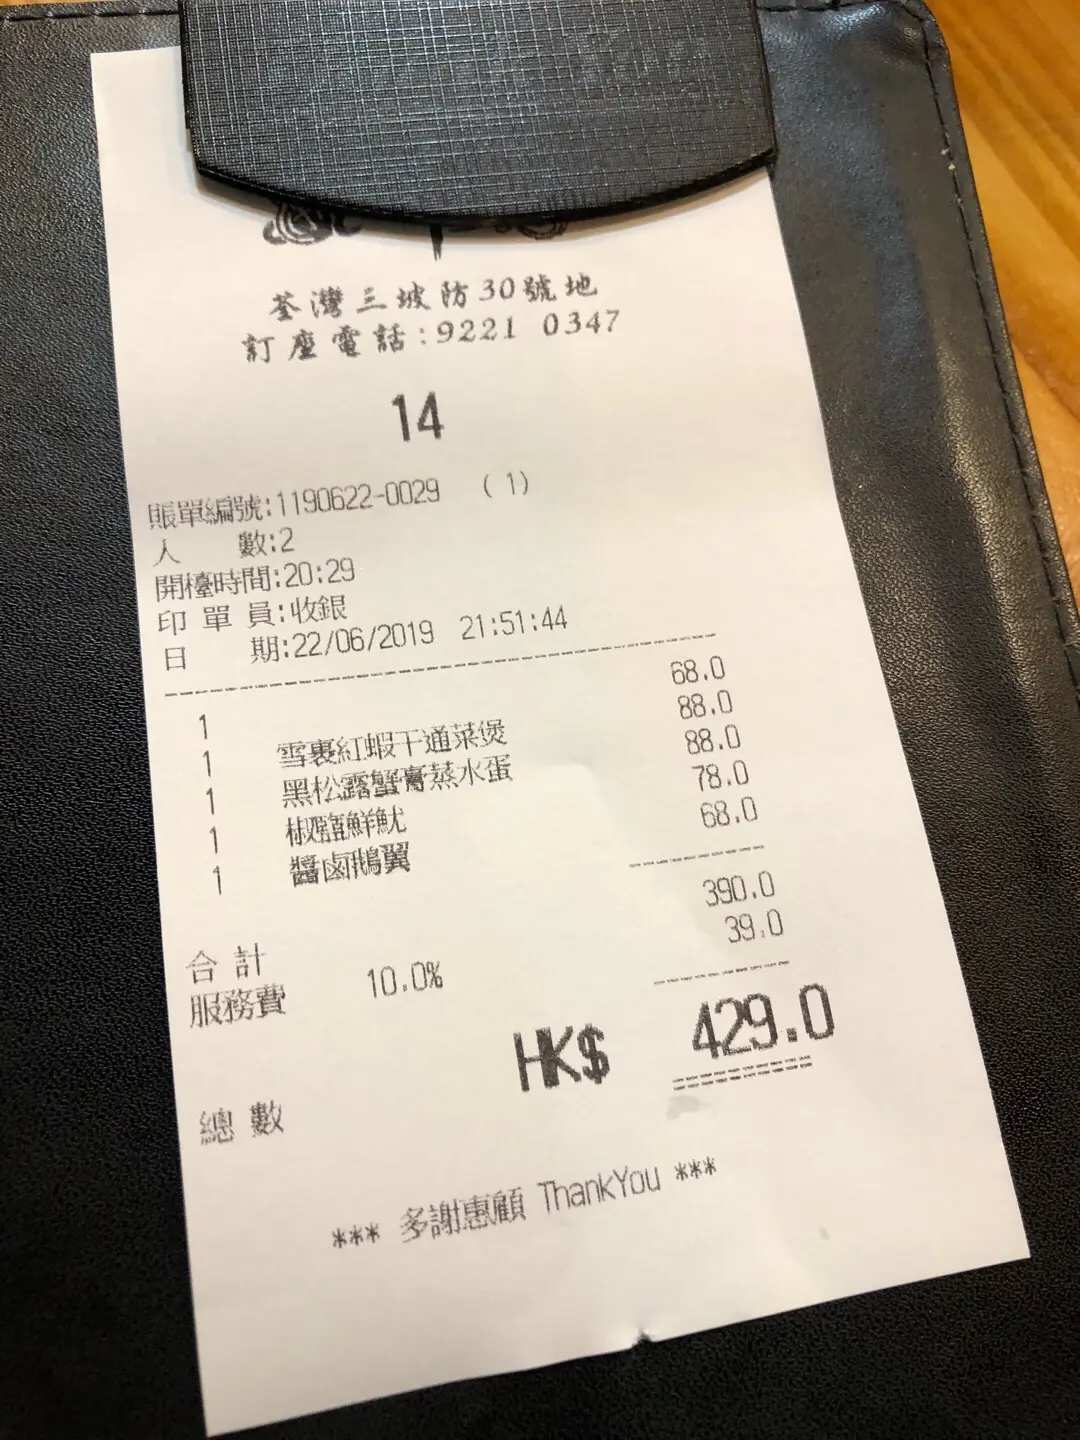 荃灣三坡防30號地
訂座電話:9221 0347
14
賬單編號:1190622-0029 (1)
人 數:2
開檯時間:20:29
印單員:收銀
日 期:22/06/2019 21:51:44
1 68.0
1 雪裏紅蝦干通菜煲 88.0
1 黑松露蟹膏蒸水蛋 88.0
1 椒鹽鮮魷 78.0
1 醬鹵鵝翼 68.0
合計 390.0
服務費 10.0% 39.0
總數 HK$ 429.0
*** 多謝惠顧 ThankYou ***